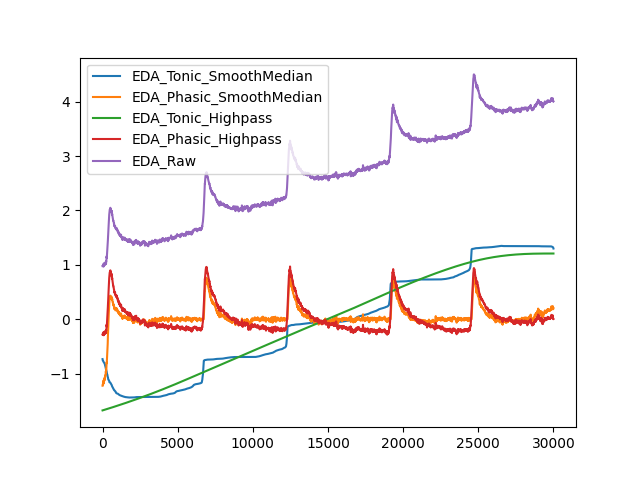 EDA_Tonic_SmoothMedian
EDA_Phasic_SmoothMedian
EDA_Tonic_Highpass
EDA_Phasic_Highpass
EDA_Raw
4
3
2
1
0
−1
0 5000 10000 15000 20000 25000 30000